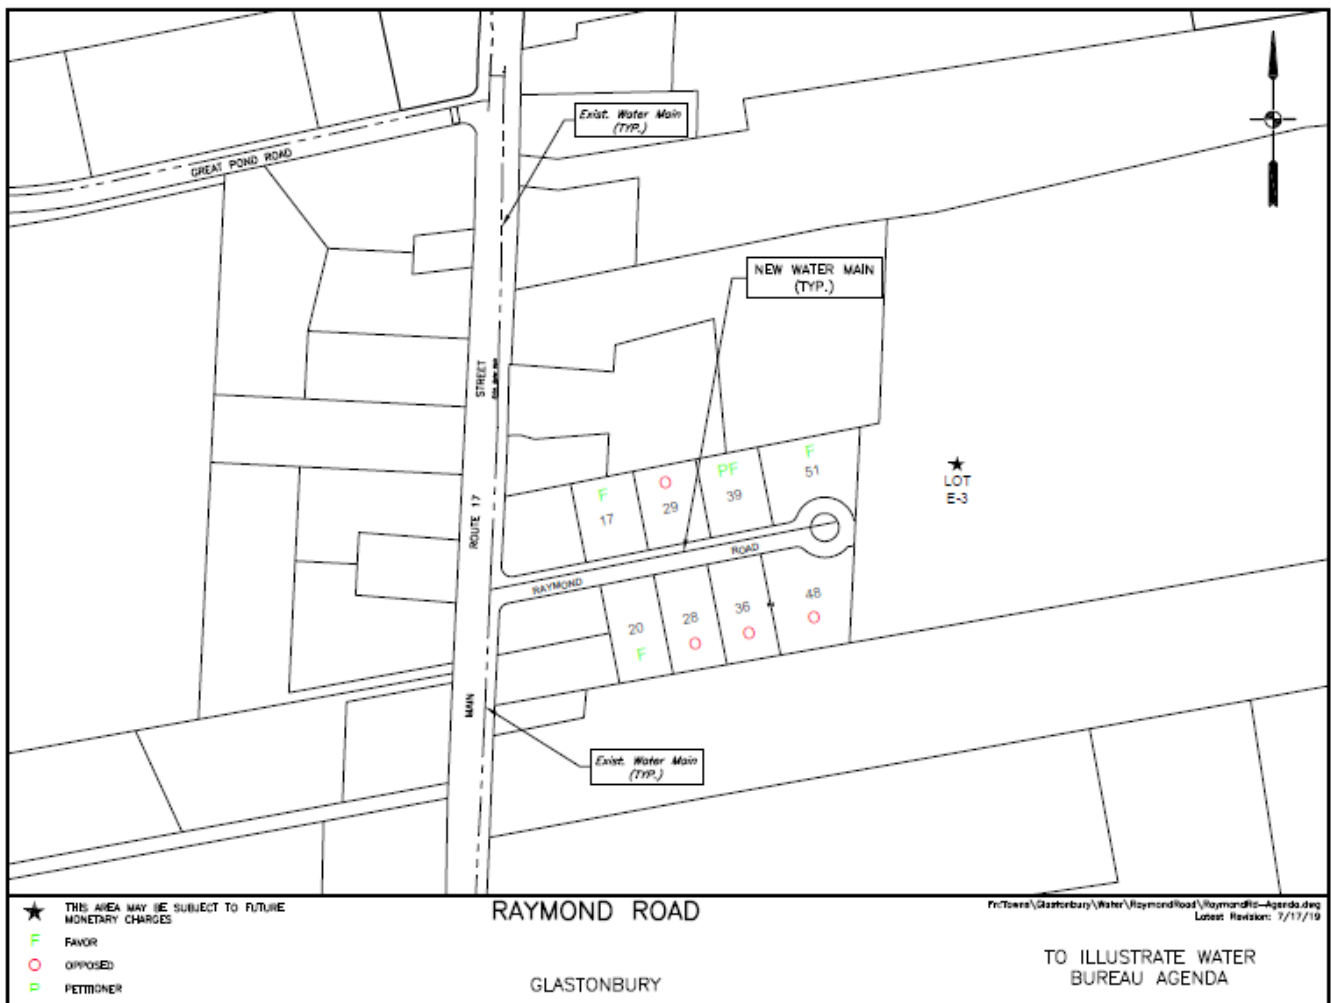 Exist. Water Main
(TYP.)
GREAT POND ROAD
NEW WATER MAIN
(TYP.)
STREET
ROUTE 17
MAIN
F
17
O
29
PF
39
F
51
LOT
E-3
RAYMOND ROAD
20
F
28
O
36
O
48
O
Exist. Water Main
(TYP.)
THIS AREA MAY BE SUBJECT TO FUTURE
MONETARY CHARGES
F FAVOR
O OPPOSED
P PETITIONER
RAYMOND ROAD
GLASTONBURY
Latest Revision: 7/17/19
TO ILLUSTRATE WATER
BUREAU AGENDA